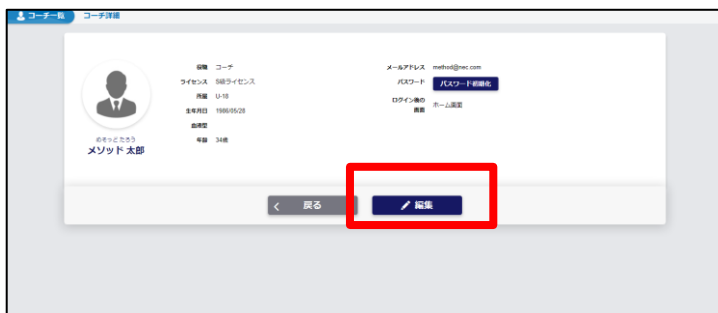 コーチ一覧 コーチ詳細
役職 コーチ
ライセンス S級ライセンス
所属 U-18
生年月日 1986/05/28
血液型
年齢 34歳
めそっど たろう
メソッド 太郎
メールアドレス method@nec.com
パスワード パスワード初期化
ログイン後の
画面 ホーム画面
戻る 編集